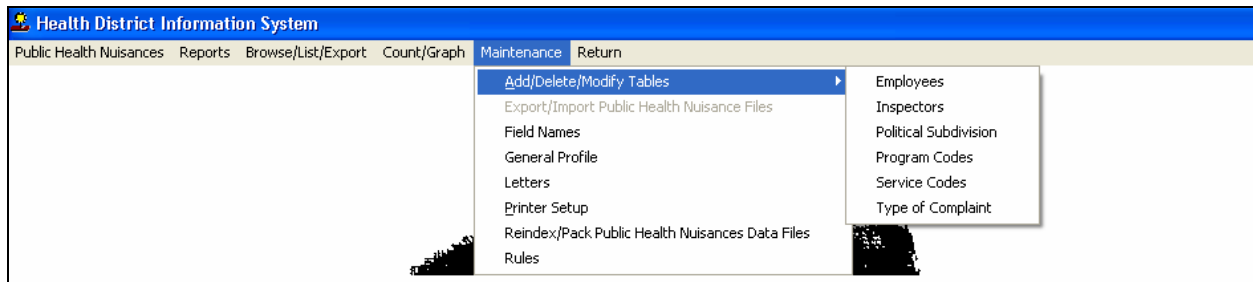 Health District Information System
Public Health Nuisances Reports Browse/List/Export Count/Graph Maintenance Return
Add/Delete/Modify Tables
Export/Import Public Health Nuisance Files
Field Names
General Profile
Letters
Printer Setup
Reindex/Pack Public Health Nuisances Data Files
Rules
Employees
Inspectors
Political Subdivision
Program Codes
Service Codes
Type of Complaint